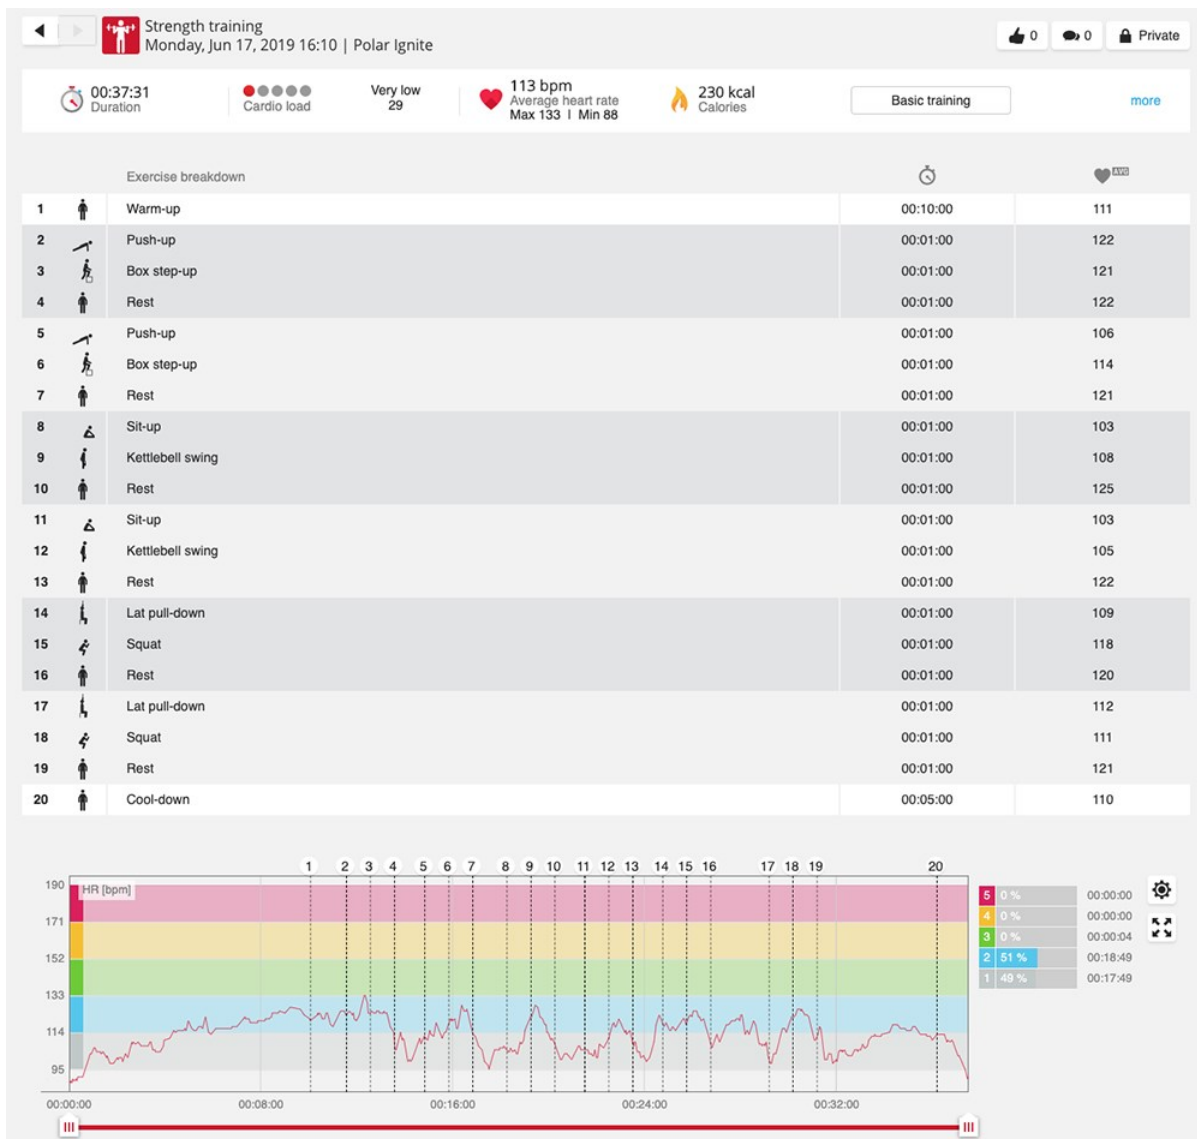 Strength training
Monday, Jun 17, 2019 16:10 | Polar Ignite
0 0 Private
00:37:31 Duration
Cardio load
Very low 29
113 bpm
Average heart rate
Max 133 | Min 88
230 kcal
Calories
Basic training
more
Exercise breakdown AVG
1 Warm-up 00:10:00 111
2 Push-up 00:01:00 122
3 Box step-up 00:01:00 121
4 Rest 00:01:00 122
5 Push-up 00:01:00 106
6 Box step-up 00:01:00 114
7 Rest 00:01:00 121
8 Sit-up 00:01:00 103
9 Kettlebell swing 00:01:00 108
10 Rest 00:01:00 125
11 Sit-up 00:01:00 103
12 Kettlebell swing 00:01:00 105
13 Rest 00:01:00 122
14 Lat pull-down 00:01:00 109
15 Squat 00:01:00 118
16 Rest 00:01:00 120
17 Lat pull-down 00:01:00 112
18 Squat 00:01:00 111
19 Rest 00:01:00 121
20 Cool-down 00:05:00 110
1 2 3 4 5 6 7 8 9 10 11 12 13 14 15 16 17 18 19 20
HR [bpm]
190
171
152
133
114
95
00:00:00 00:08:00 00:16:00 00:24:00 00:32:00
5 0 % 00:00:00
4 0 % 00:00:00
3 0 % 00:00:04
2 51 % 00:18:49
1 49 % 00:17:49